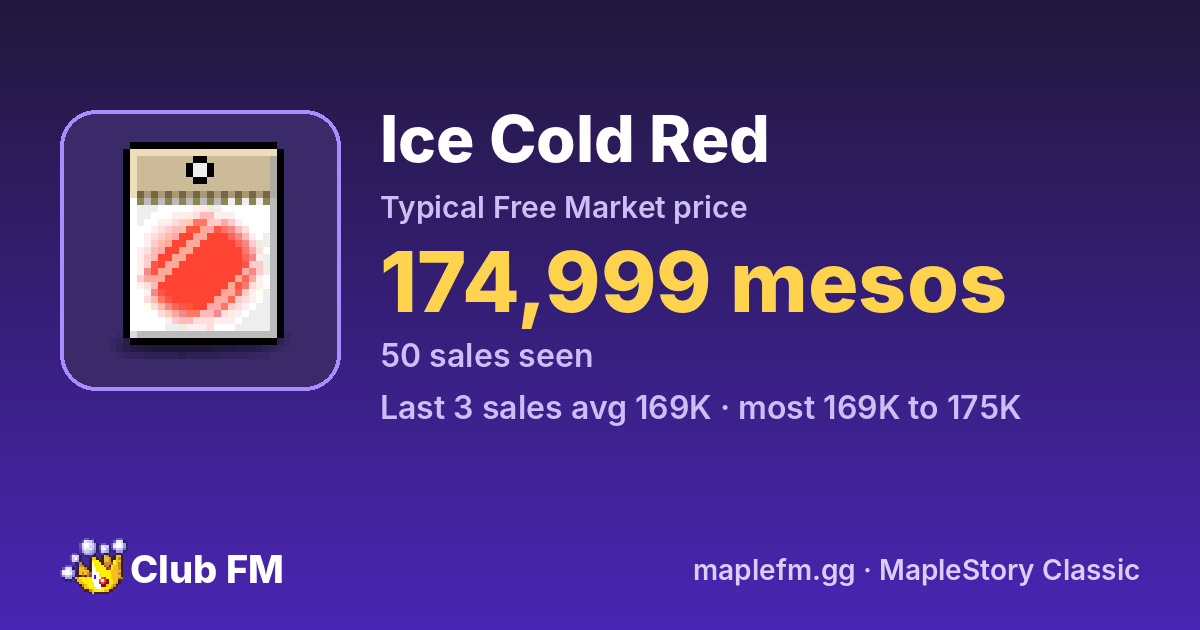 Ice Cold Red
Typical Free Market price
174,999 mesos
50 sales seen
Last 3 sales avg 169K · most 169K to 175K
Club FM
maplefm.gg · MapleStory Classic